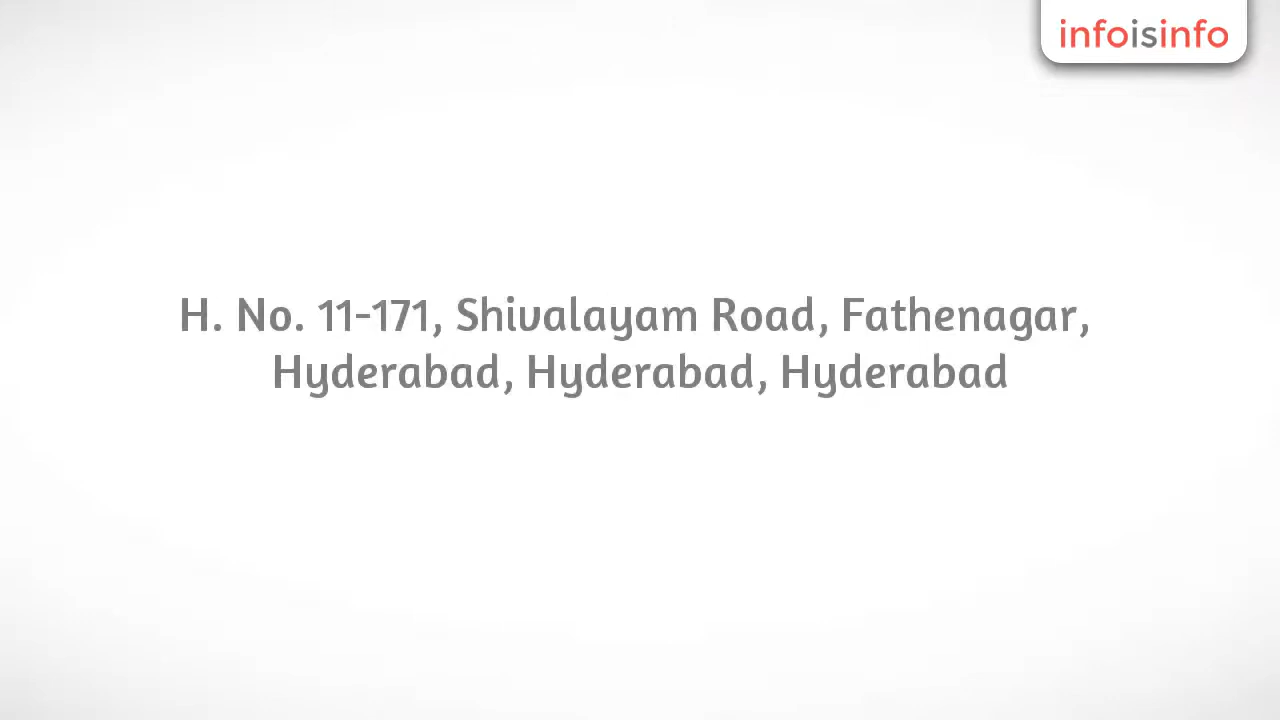 infoisinfo
H. No. 11-171, Shivalayam Road, Fathenagar,
Hyderabad, Hyderabad, Hyderabad